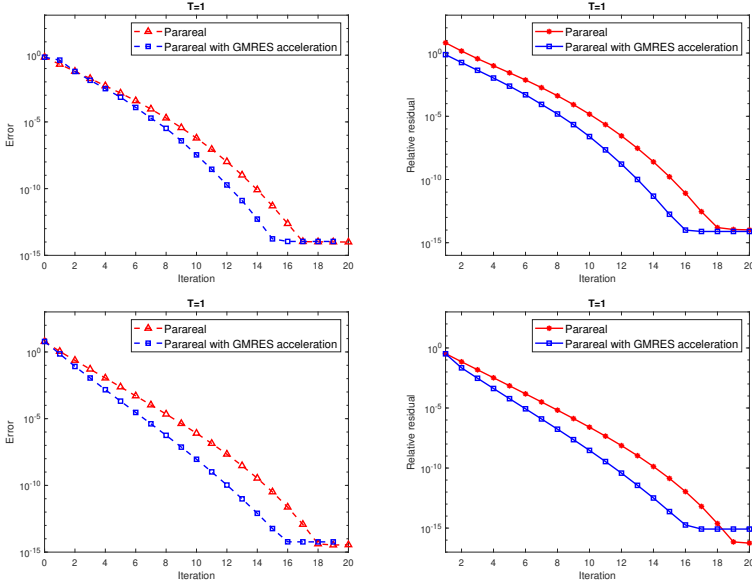 T=1
Parareal
Parareal with GMRES acceleration
10^0
10^-5
10^-10
10^-15
Error
0 2 4 6 8 10 12 14 16 18 20
Iteration
T=1
Parareal
Parareal with GMRES acceleration
10^0
10^-5
10^-10
10^-15
Relative residual
2 4 6 8 10 12 14 16 18 20
Iteration
T=1
Parareal
Parareal with GMRES acceleration
10^0
10^-5
10^-10
10^-15
Error
0 2 4 6 8 10 12 14 16 18 20
Iteration
T=1
Parareal
Parareal with GMRES acceleration
10^0
10^-5
10^-10
10^-15
Relative residual
2 4 6 8 10 12 14 16 18 20
Iteration